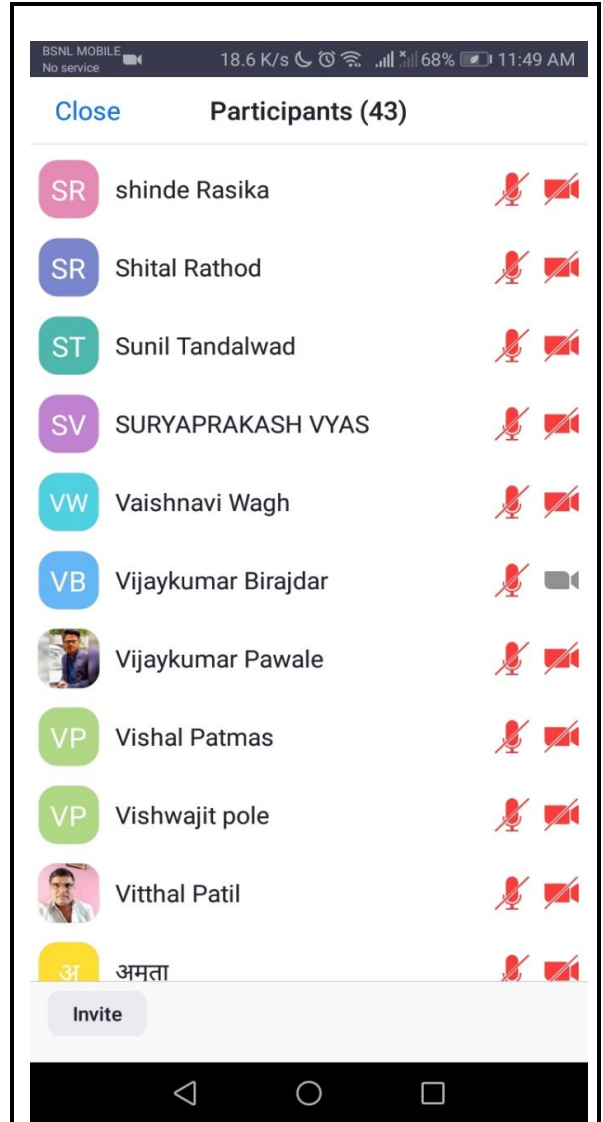 BSNL MOBILE
No service
18.6 K/s 68% 11:49 AM
Close Participants (43)
SR shinde Rasika
SR Shital Rathod
ST Sunil Tandalwad
SV SURYAPRAKASH VYAS
VW Vaishnavi Wagh
VB Vijaykumar Birajdar
Vijaykumar Pawale
VP Vishal Patmas
VP Vishwajit pole
Vitthal Patil
अ अमता
Invite